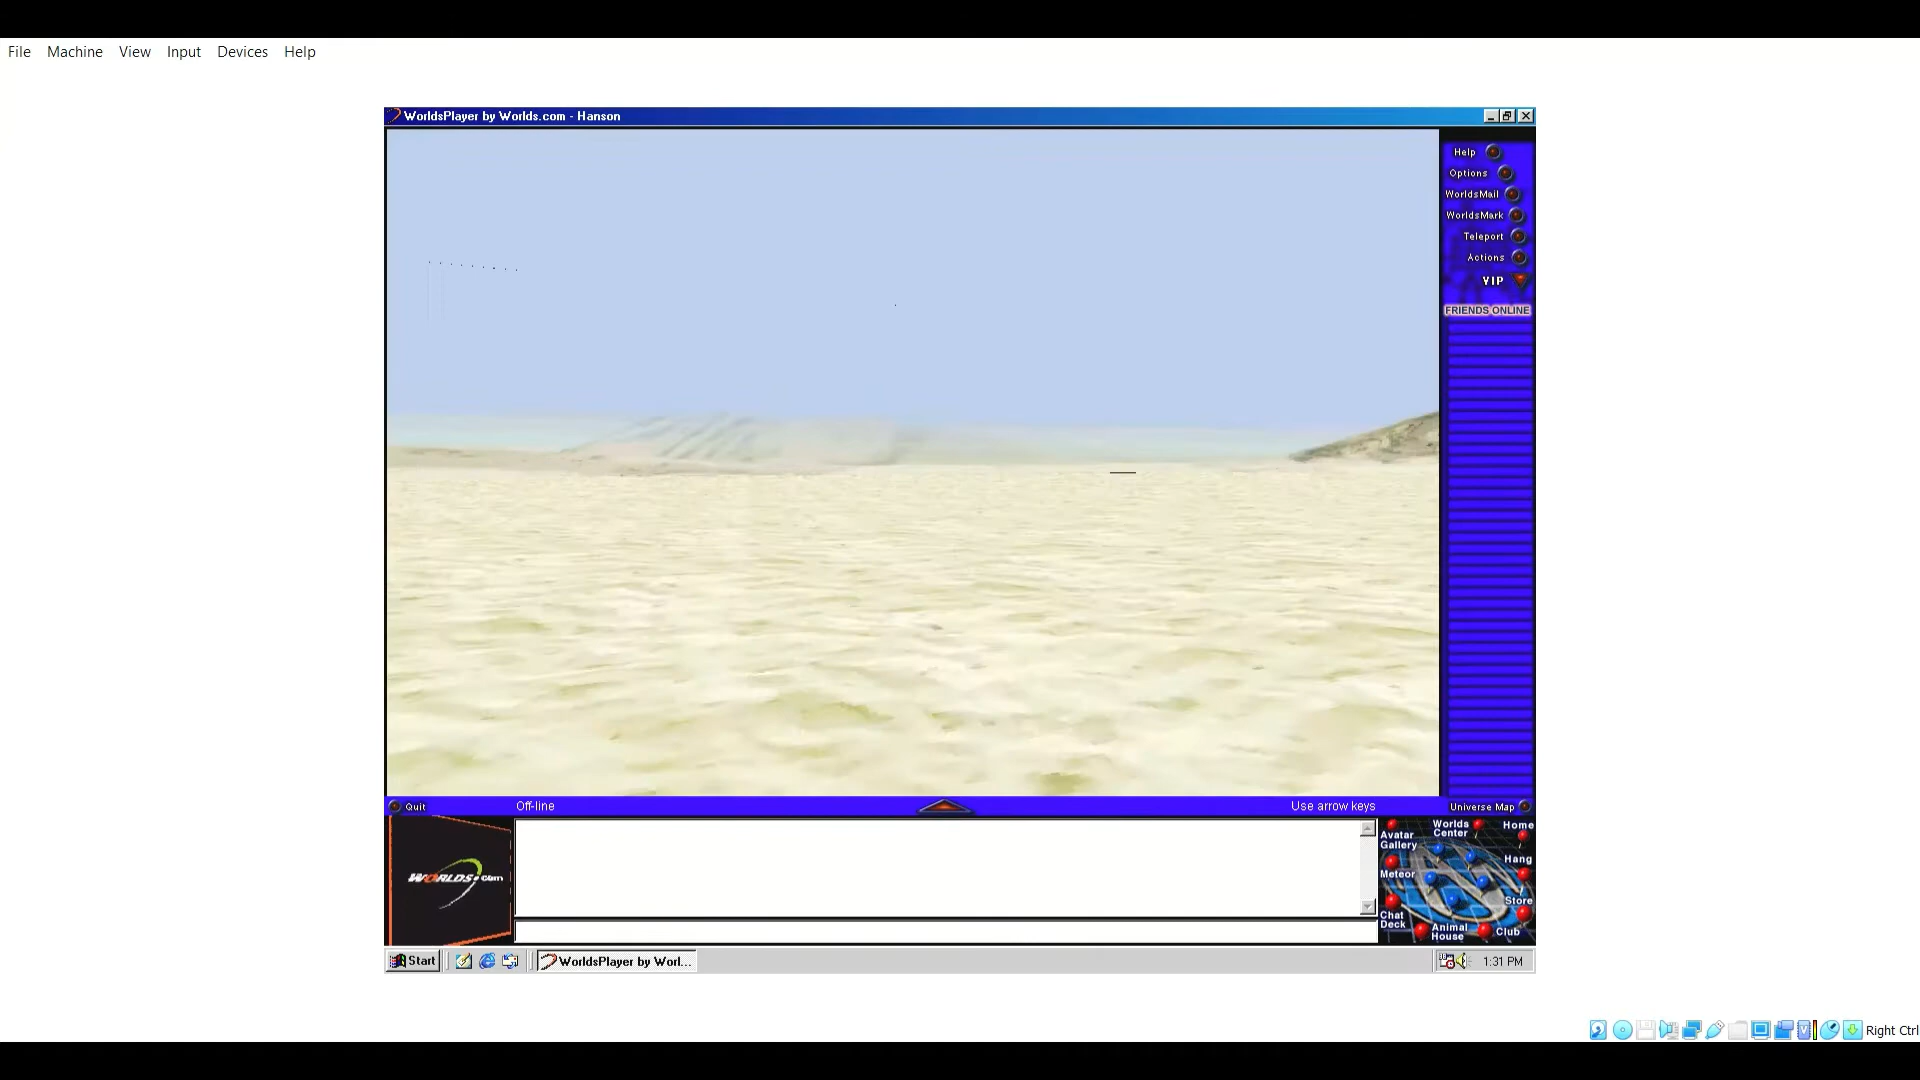 File Machine View Input Devices Help
WorldsPlayer by Worlds.com - Hanson
Help
Options
WorldsMail
WorldsMark
Teleport
Actions
VIP
FRIENDS ONLINE
Quit
Off-line
Use arrow keys
Universe Map
WORLDS.com
Avatar Gallery
Worlds Center
Home
Meteor
Hang
Store
Chat Deck
Animal House
Club
Start
WorldsPlayer by Worl...
1:31 PM
Right Ctrl